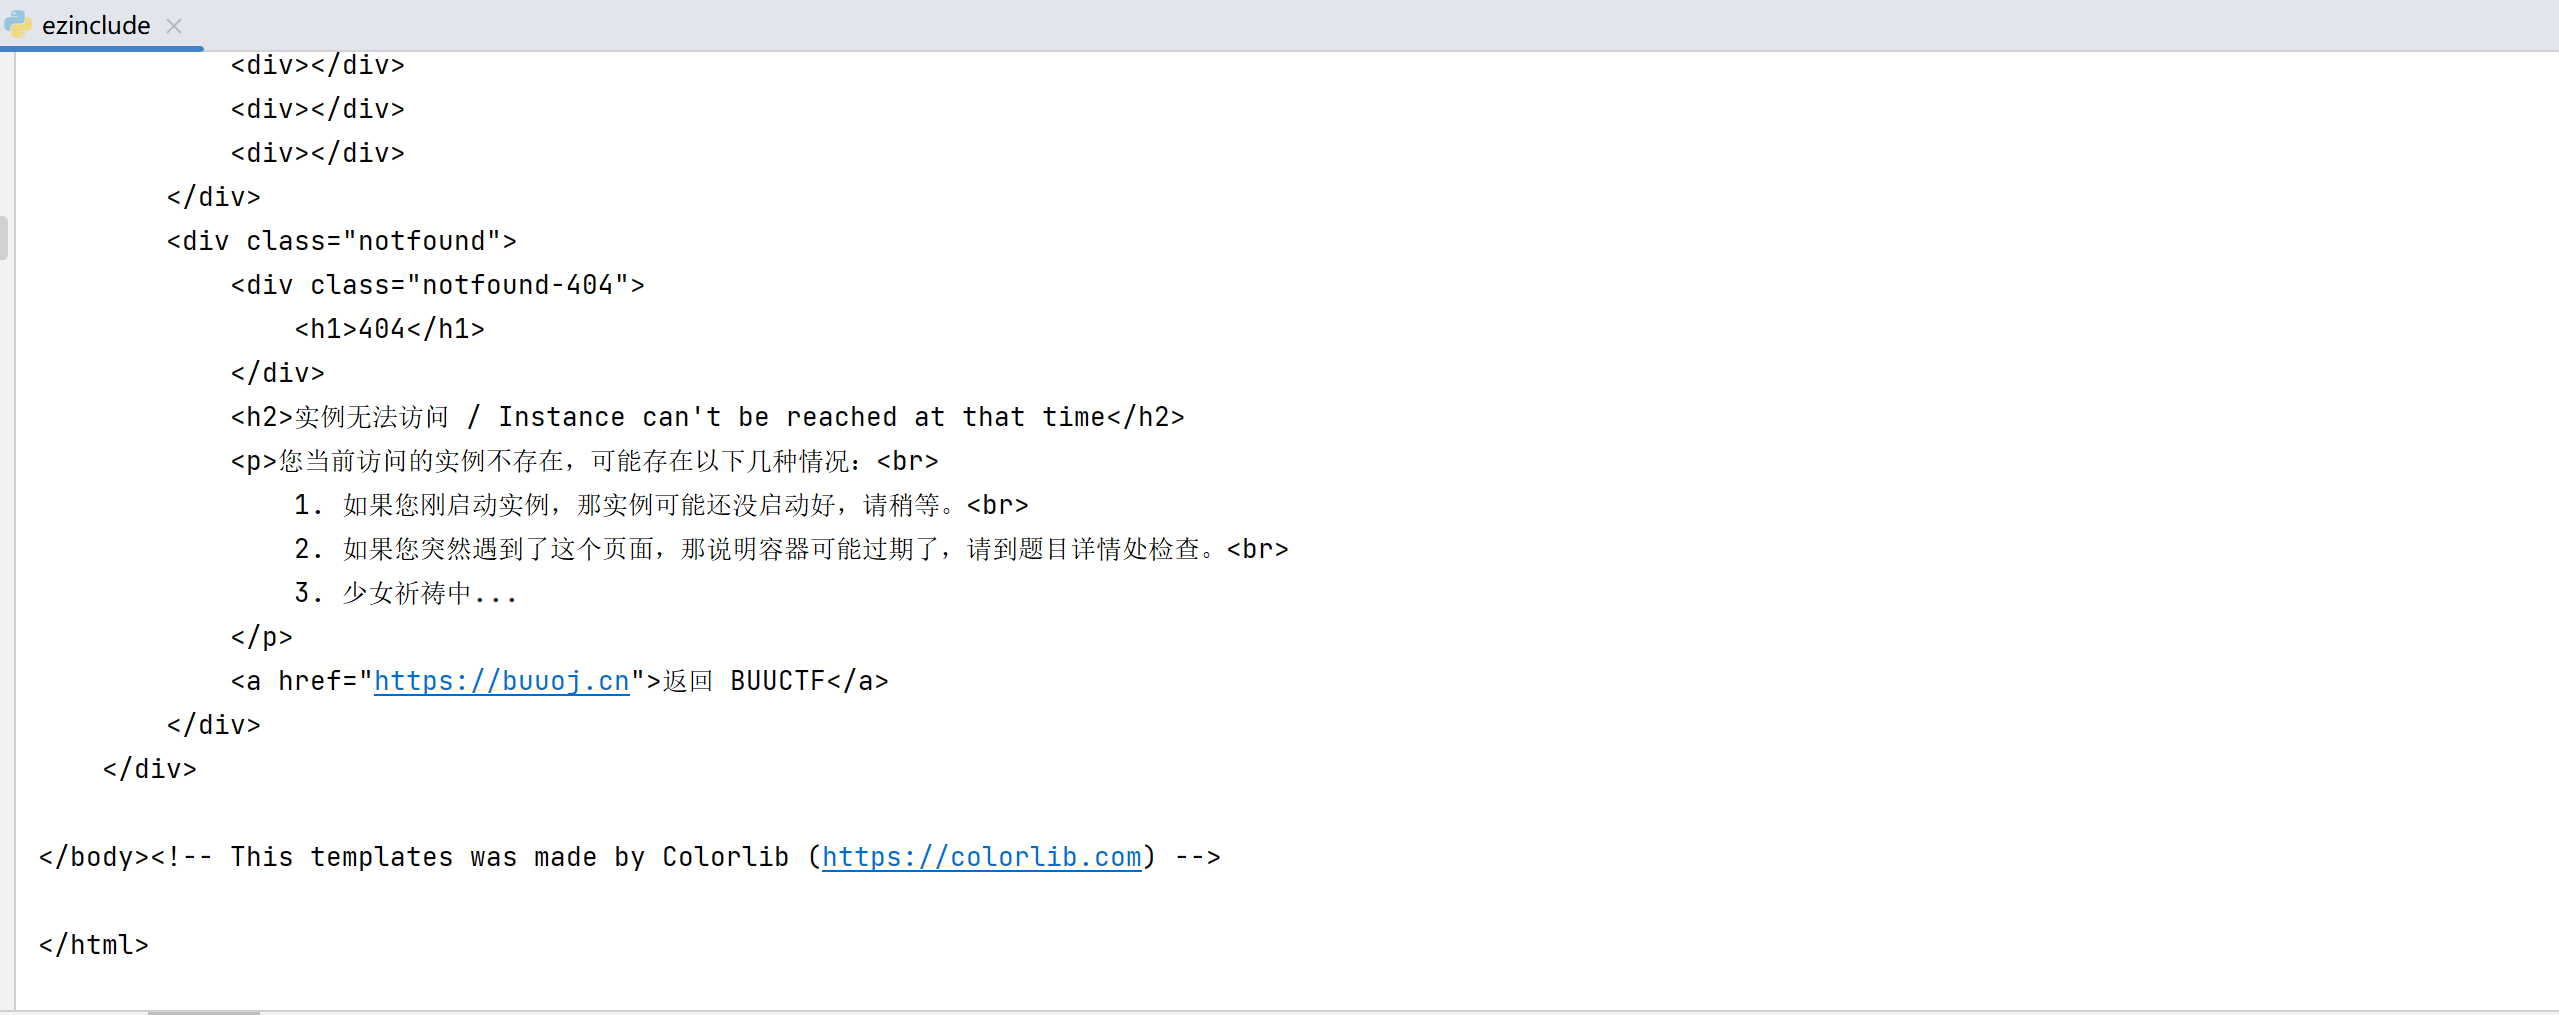 ezinclude
<div></div>
<div></div>
<div></div>
</div>
<div class="notfound">
<div class="notfound-404">
<h1>404</h1>
</div>
<h2>实例无法访问 / Instance can't be reached at that time</h2>
<p>您当前访问的实例不存在，可能存在以下几种情况：<br>
1. 如果您刚启动实例，那实例可能还没启动好，请稍等。<br>
2. 如果您突然遇到了这个页面，那说明容器可能过期了，请到题目详情处检查。<br>
3. 少女祈祷中...
</p>
<a href="https://buuoj.cn">返回 BUUCTF</a>
</div>
</div>
</body><!-- This templates was made by Colorlib (https://colorlib.com) -->
</html>